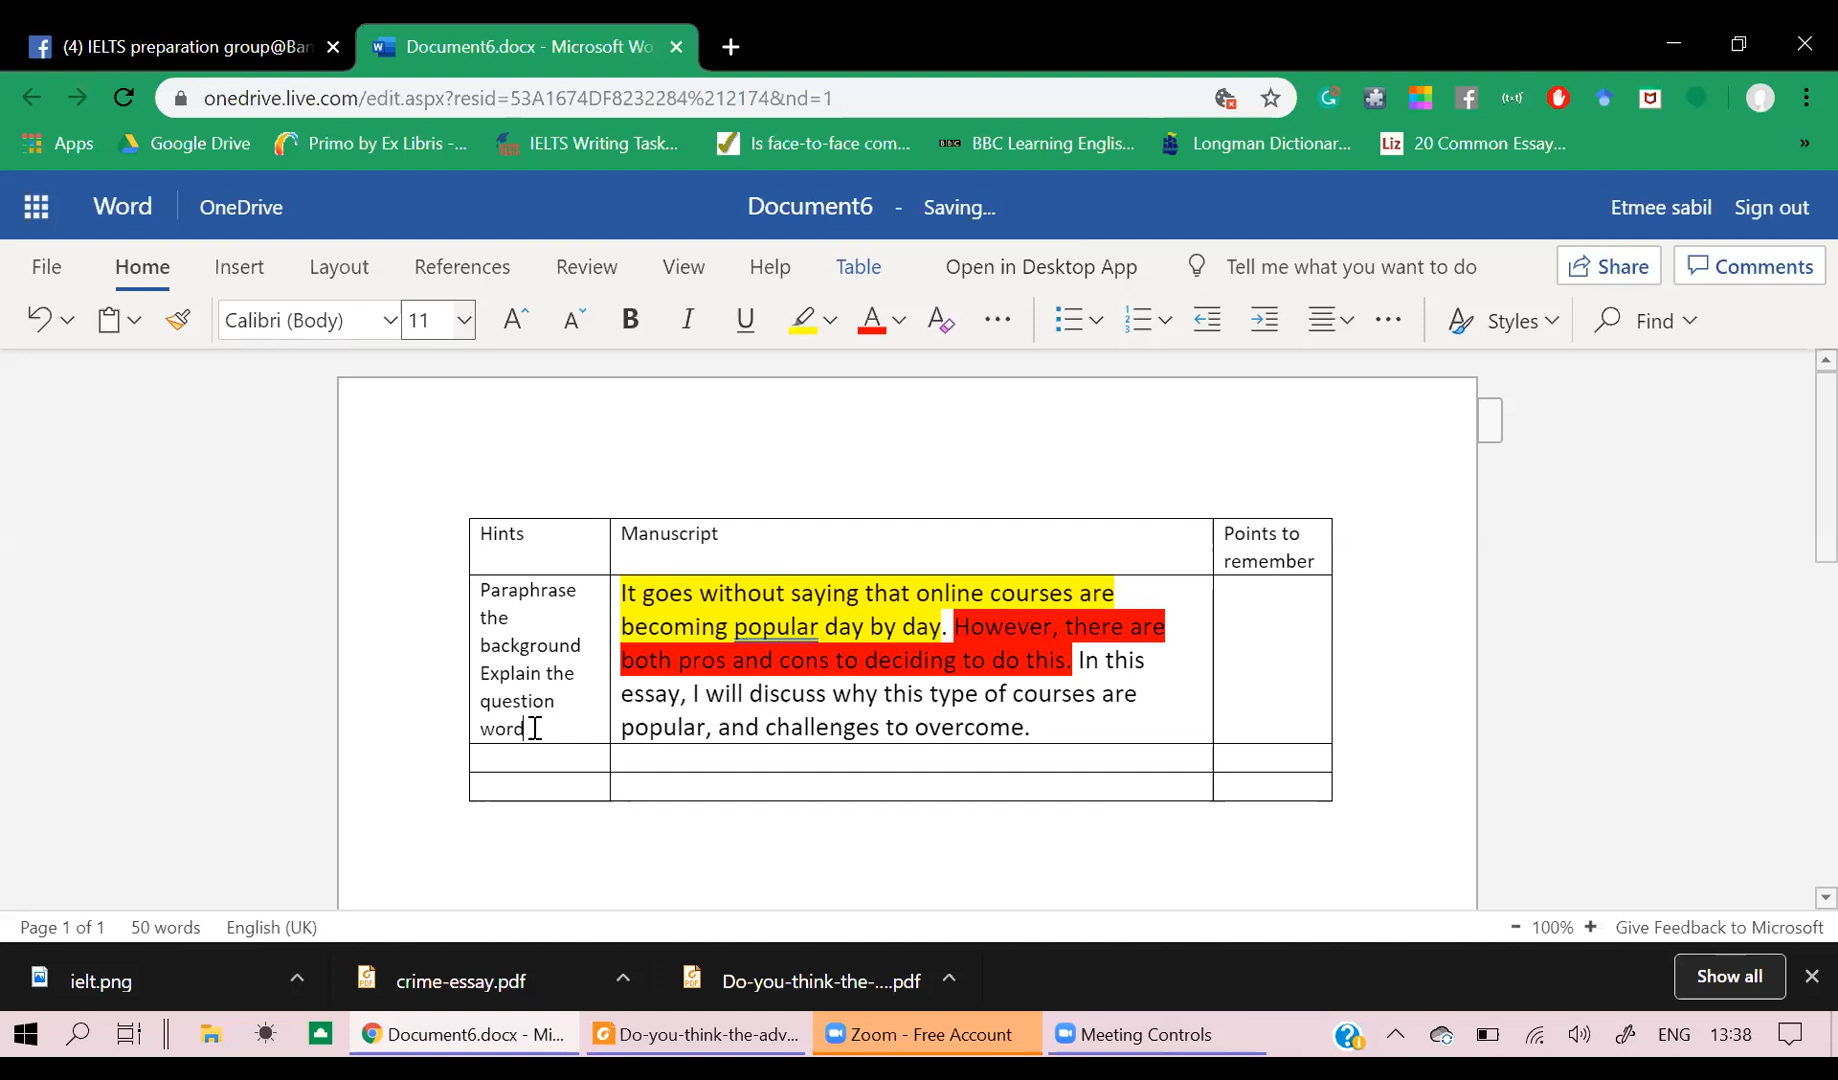 (4) IELTS preparation group@Ban
Document6.docx - Microsoft Wo
onedrive.live.com/edit.aspx?resid=53A1674DF8232284%212174&nd=1
Apps
Google Drive
Primo by Ex Libris -...
IELTS Writing Task...
Is face-to-face com...
BBC Learning Englis...
Longman Dictionar...
Liz
20 Common Essay...
»
Word
OneDrive
Document6 - Saving...
Etmee sabil
Sign out
File
Home
Insert
Layout
References
Review
View
Help
Table
Open in Desktop App
Tell me what you want to do
Share
Comments
Calibri (Body)
11
B
I
U
Styles
Find
Hints
Manuscript
Points to
remember
Paraphrase
the
background
Explain the
question
word
It goes without saying that online courses are
becoming popular day by day. However, there are
both pros and cons to deciding to do this. In this
essay, I will discuss why this type of courses are
popular, and challenges to overcome.
Page 1 of 1
50 words
English (UK)
100%
Give Feedback to Microsoft
ielt.png
crime-essay.pdf
Do-you-think-the-....pdf
Show all
Document6.docx - Mi...
Do-you-think-the-adv...
Zoom - Free Account
Meeting Controls
ENG
13:38